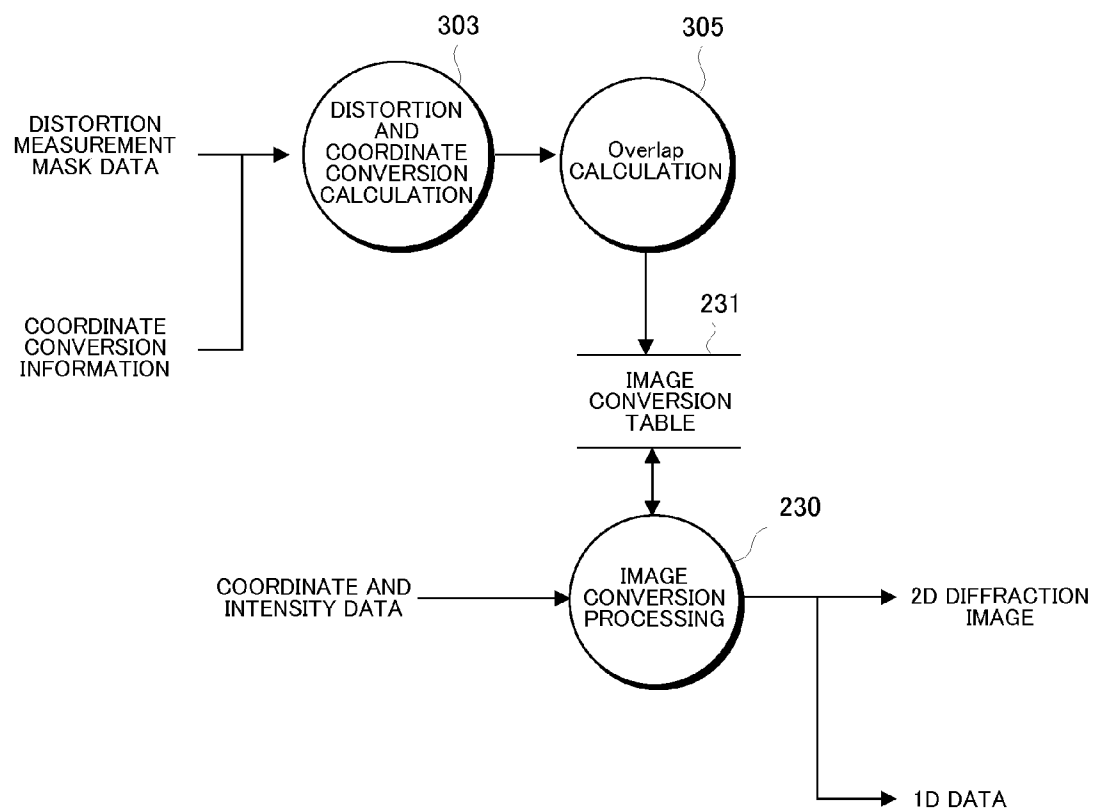 303
305
DISTORTION
MEASUREMENT
MASK DATA
DISTORTION
AND
COORDINATE
CONVERSION
CALCULATION
Overlap
CALCULATION
COORDINATE
CONVERSION
INFORMATION
231
IMAGE
CONVERSION
TABLE
230
COORDINATE AND
INTENSITY DATA
IMAGE
CONVERSION
PROCESSING
2D DIFFRACTION
IMAGE
1D DATA